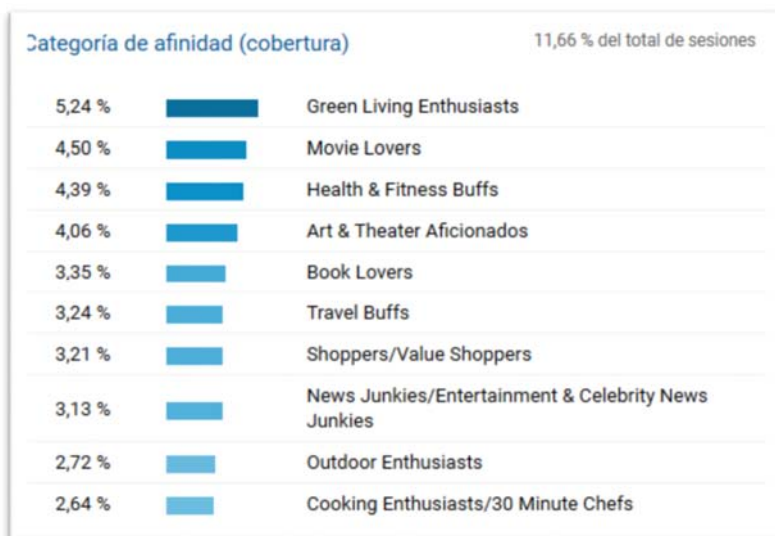 Categoría de afinidad (cobertura)
11,66 % del total de sesiones
5,24 % Green Living Enthusiasts
4,50 % Movie Lovers
4,39 % Health & Fitness Buffs
4,06 % Art & Theater Aficionados
3,35 % Book Lovers
3,24 % Travel Buffs
3,21 % Shoppers/Value Shoppers
3,13 % News Junkies/Entertainment & Celebrity News
Junkies
2,72 % Outdoor Enthusiasts
2,64 % Cooking Enthusiasts/30 Minute Chefs